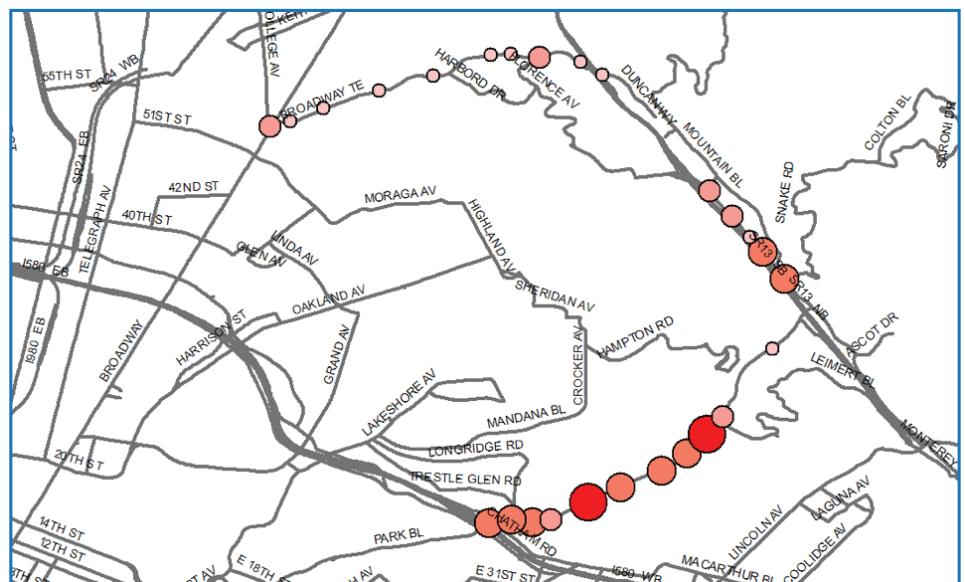 KEITH
COLLEGE AV
55TH ST
SR24 WB
51ST ST
BROADWAY TE
HARBORD DR
FLORENCE AV
DUNCAN WY
MOUNTAIN BL
COLTON BL
SARONI DR
SNAKE RD
SR24 EB
TELEGRAPH AV
42ND ST
40TH ST
MORAGA AV
HIGHLAND AV
GLEN AV
LINDA AV
SR13 NB
SR13 NB
I580 EB
I980 EB
OAKLAND AV
SHERIDAN AV
HARRISON ST
BROADWAY
GRAND AV
CROCKER AV
HAMPTON RD
ASCOT DR
LEIMERT BL
MONTEREY
LAKESHORE AV
MANDANA BL
LONGRIDGE RD
TRESTLE GLEN RD
20TH ST
14TH ST
12TH ST
PARK BL
CHATHAM RD
E 18TH ST
E 31ST ST
I580 WB
MACARTHUR BL
LINCOLN AV
LAGUNA AV
OOLIDGE AV